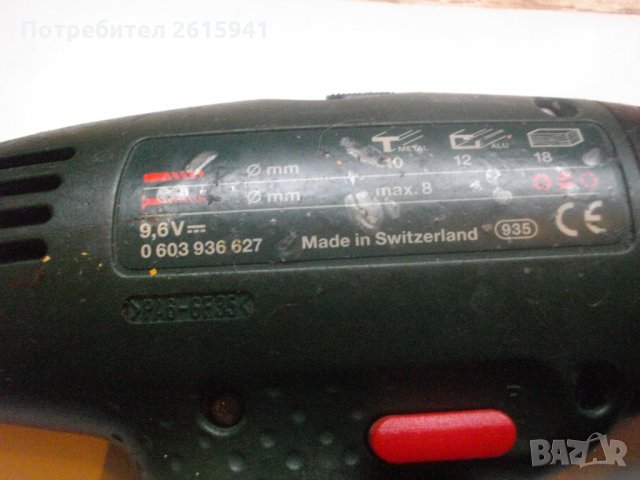 Потребител 2615941
METAL ALU
Ø mm 10 12 18
Ø mm max. 8
9,6V
0 603 936 627 Made in Switzerland 935 CE
>PA6-GF35<
BAZAR